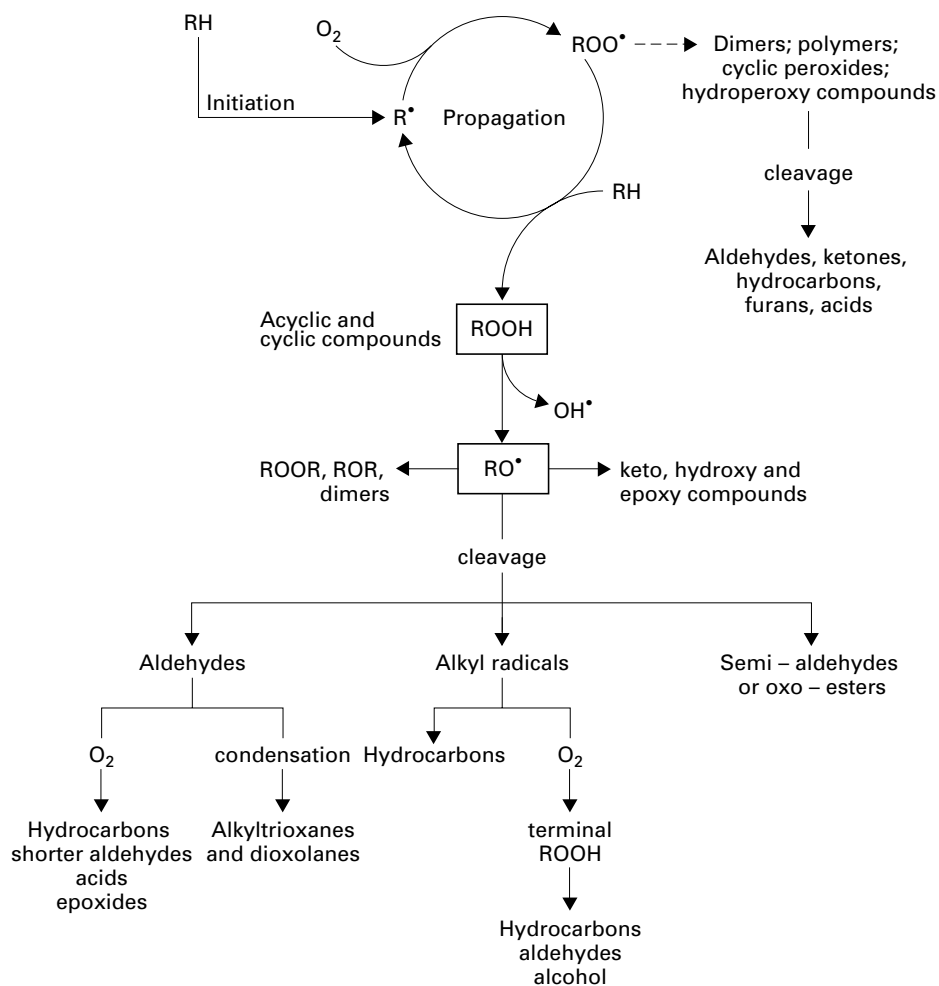 RH
O2
ROO•
Dimers; polymers;
cyclic peroxides;
hydroperoxy compounds
Initiation
R•
Propagation
cleavage
RH
Aldehydes, ketones,
hydrocarbons,
furans, acids
Acyclic and
cyclic compounds
ROOH
OH•
ROOR, ROR,
dimers
RO•
keto, hydroxy and
epoxy compounds
cleavage
Aldehydes
Alkyl radicals
Semi – aldehydes
or oxo – esters
O2
condensation
Hydrocarbons
O2
Hydrocarbons
shorter aldehydes
acids
epoxides
Alkyltrioxanes
and dioxolanes
terminal
ROOH
Hydrocarbons
aldehydes
alcohol